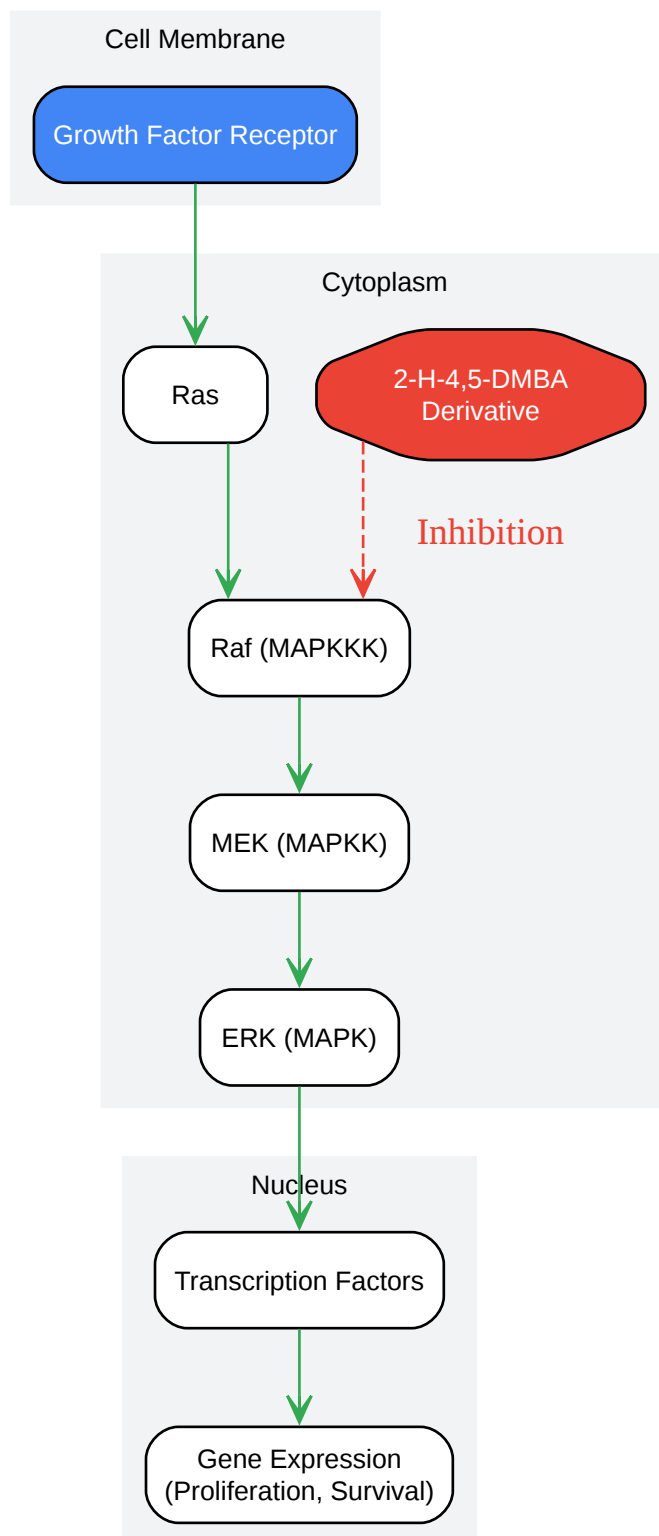 Cell Membrane
Growth Factor Receptor
Cytoplasm
Ras
2-H-4,5-DMBA
Derivative
Inhibition
Raf (MAPKKK)
MEK (MAPKK)
ERK (MAPK)
Nucleus
Transcription Factors
Gene Expression
(Proliferation, Survival)